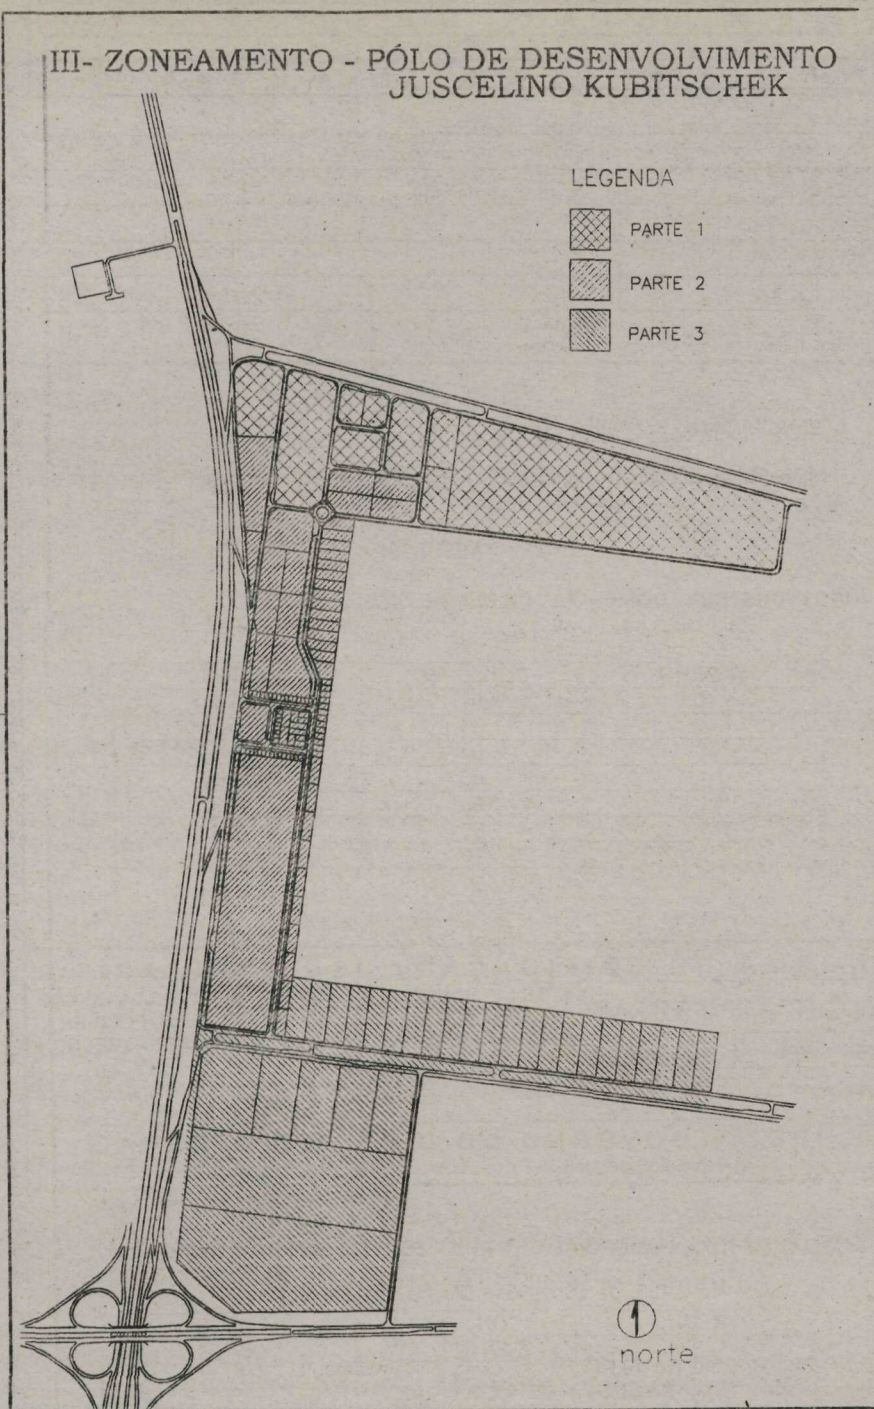 III- ZONEAMENTO - PÓLO DE DESENVOLVIMENTO
JUSCELINO KUBITSCHEK
LEGENDA
PARTE 1
PARTE 2
PARTE 3
norte